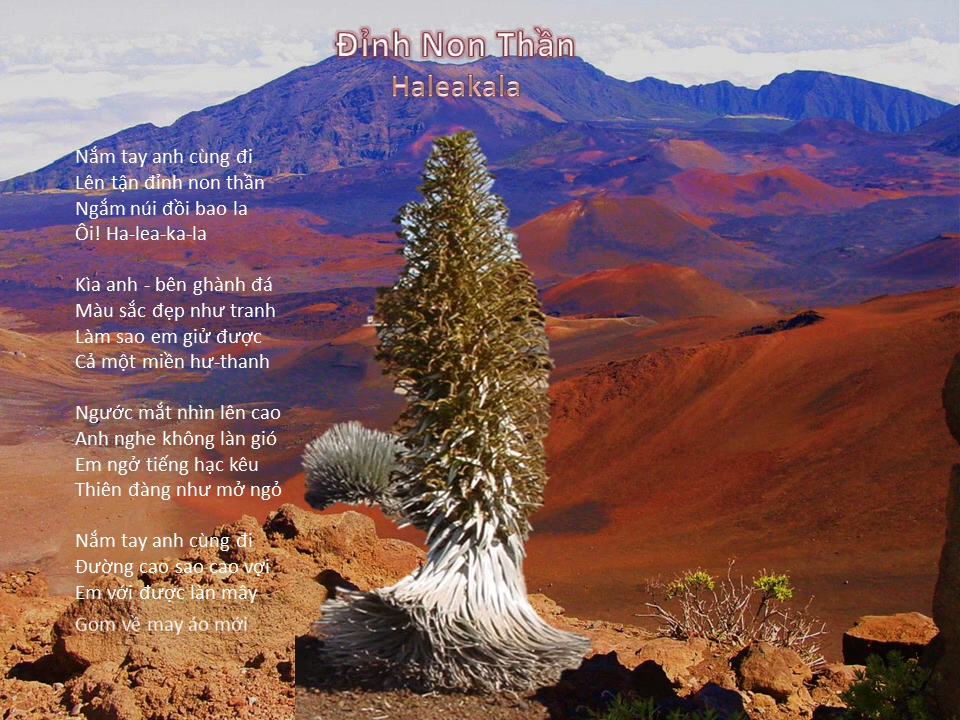 Đỉnh Non Thần
Haleakala
Nắm tay anh cùng đi
Lên tận đỉnh non thần
Ngắm núi đồi bao la
Ôi! Ha-lea-ka-la
Kìa anh - bên ghành đá
Màu sắc đẹp như tranh
Làm sao em giử được
Cả một miền hư-thanh
Ngước mắt nhìn lên cao
Anh nghe không làn gió
Em ngở tiếng hạc kêu
Thiên đàng như mở ngỏ
Nắm tay anh cùng đi
Đường cao sao cao vợi
Em với được làn mây
Gom về may áo mới